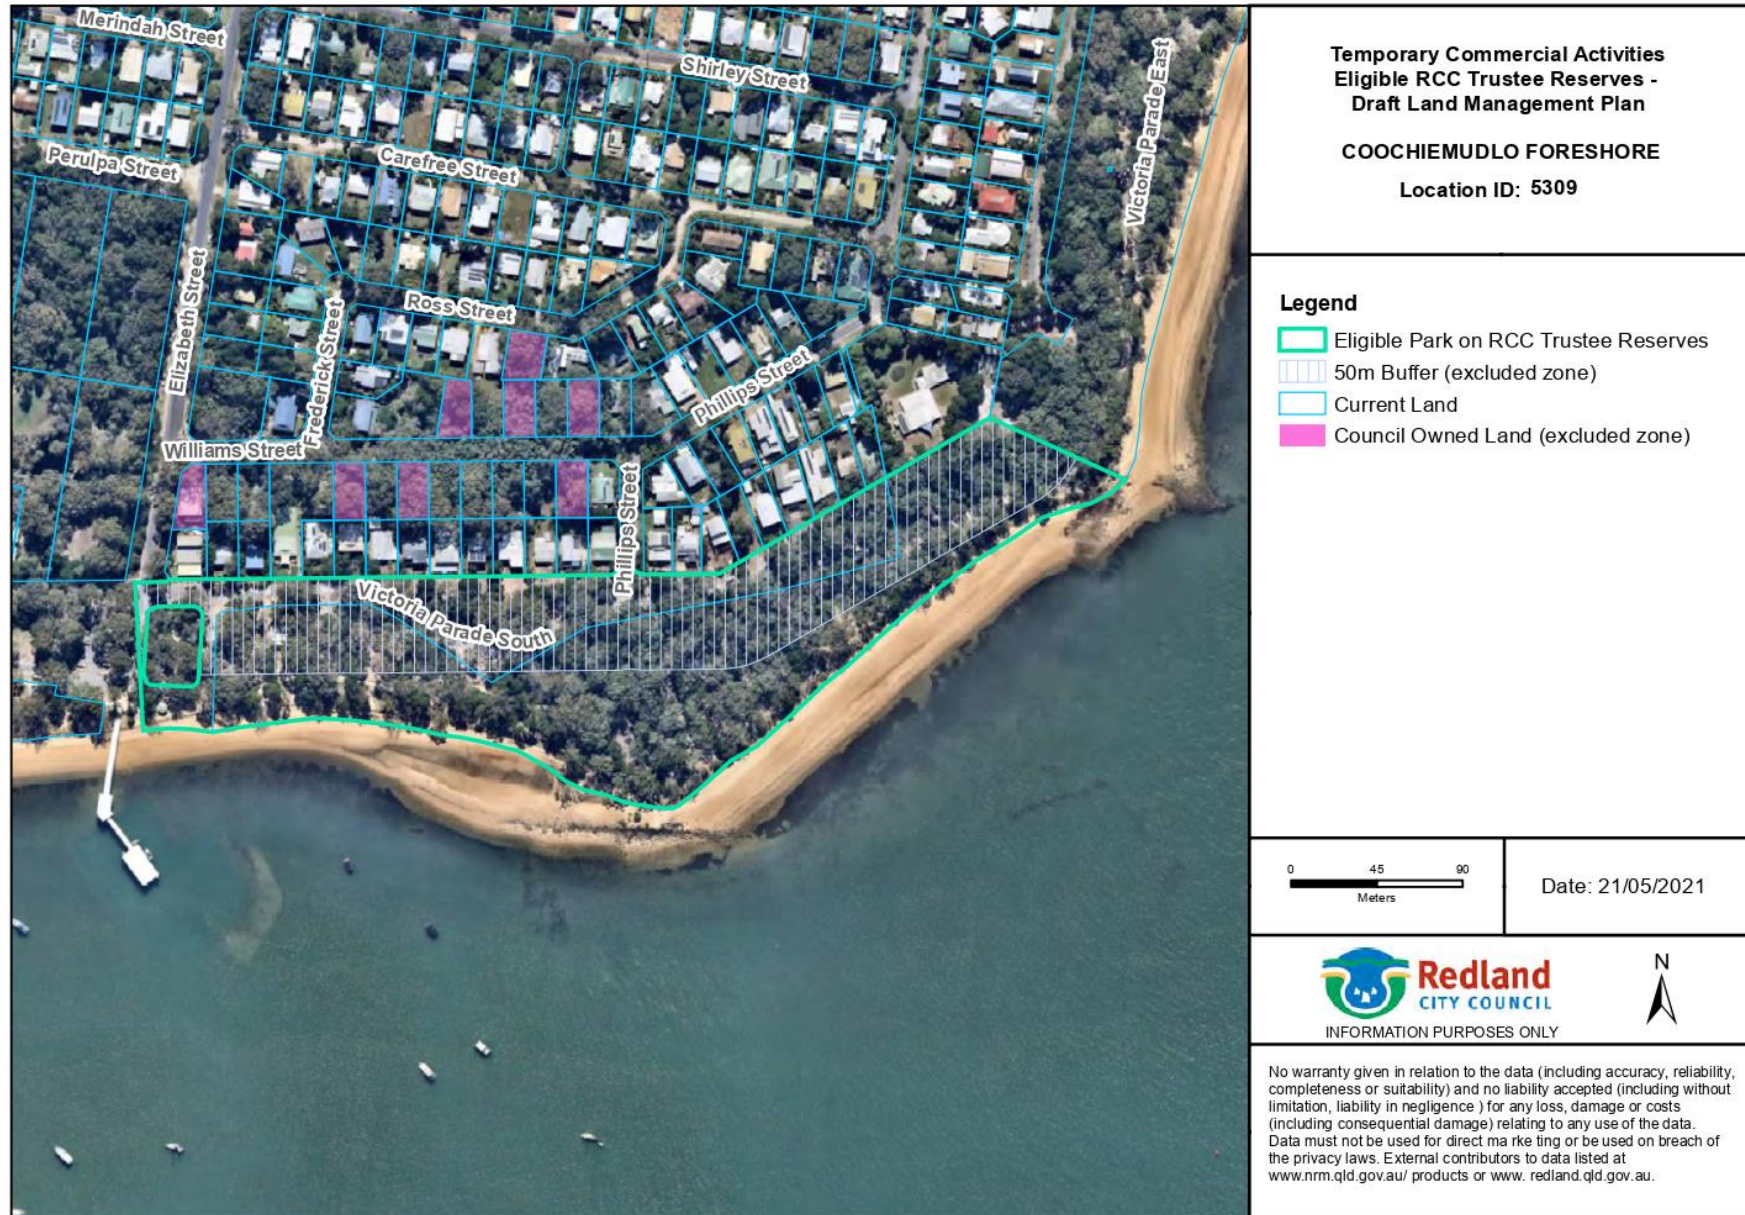 Temporary Commercial Activities
Eligible RCC Trustee Reserves -
Draft Land Management Plan
COOCHIEMUDLO FORESHORE
Location ID: 5309
Legend
Eligible Park on RCC Trustee Reserves
50m Buffer (excluded zone)
Current Land
Council Owned Land (excluded zone)
Merindah Street
Shirley Street
Victoria Parade East
Perulpa Street
Carefree Street
Elizabeth Street
Frederick Street
Ross Street
Phillips Street
Williams Street
Phillips Street
Victoria Parade South
0 45 90
Meters
Date: 21/05/2021
Redland
CITY COUNCIL
INFORMATION PURPOSES ONLY
N
No warranty given in relation to the data (including accuracy, reliability,
completeness or suitability) and no liability accepted (including without
limitation, liability in negligence ) for any loss, damage or costs
(including consequential damage) relating to any use of the data.
Data must not be used for direct ma rke ting or be used on breach of
the privacy laws. External contributors to data listed at
www.nrm.qld.gov.au/ products or www. redland.qld.gov.au.